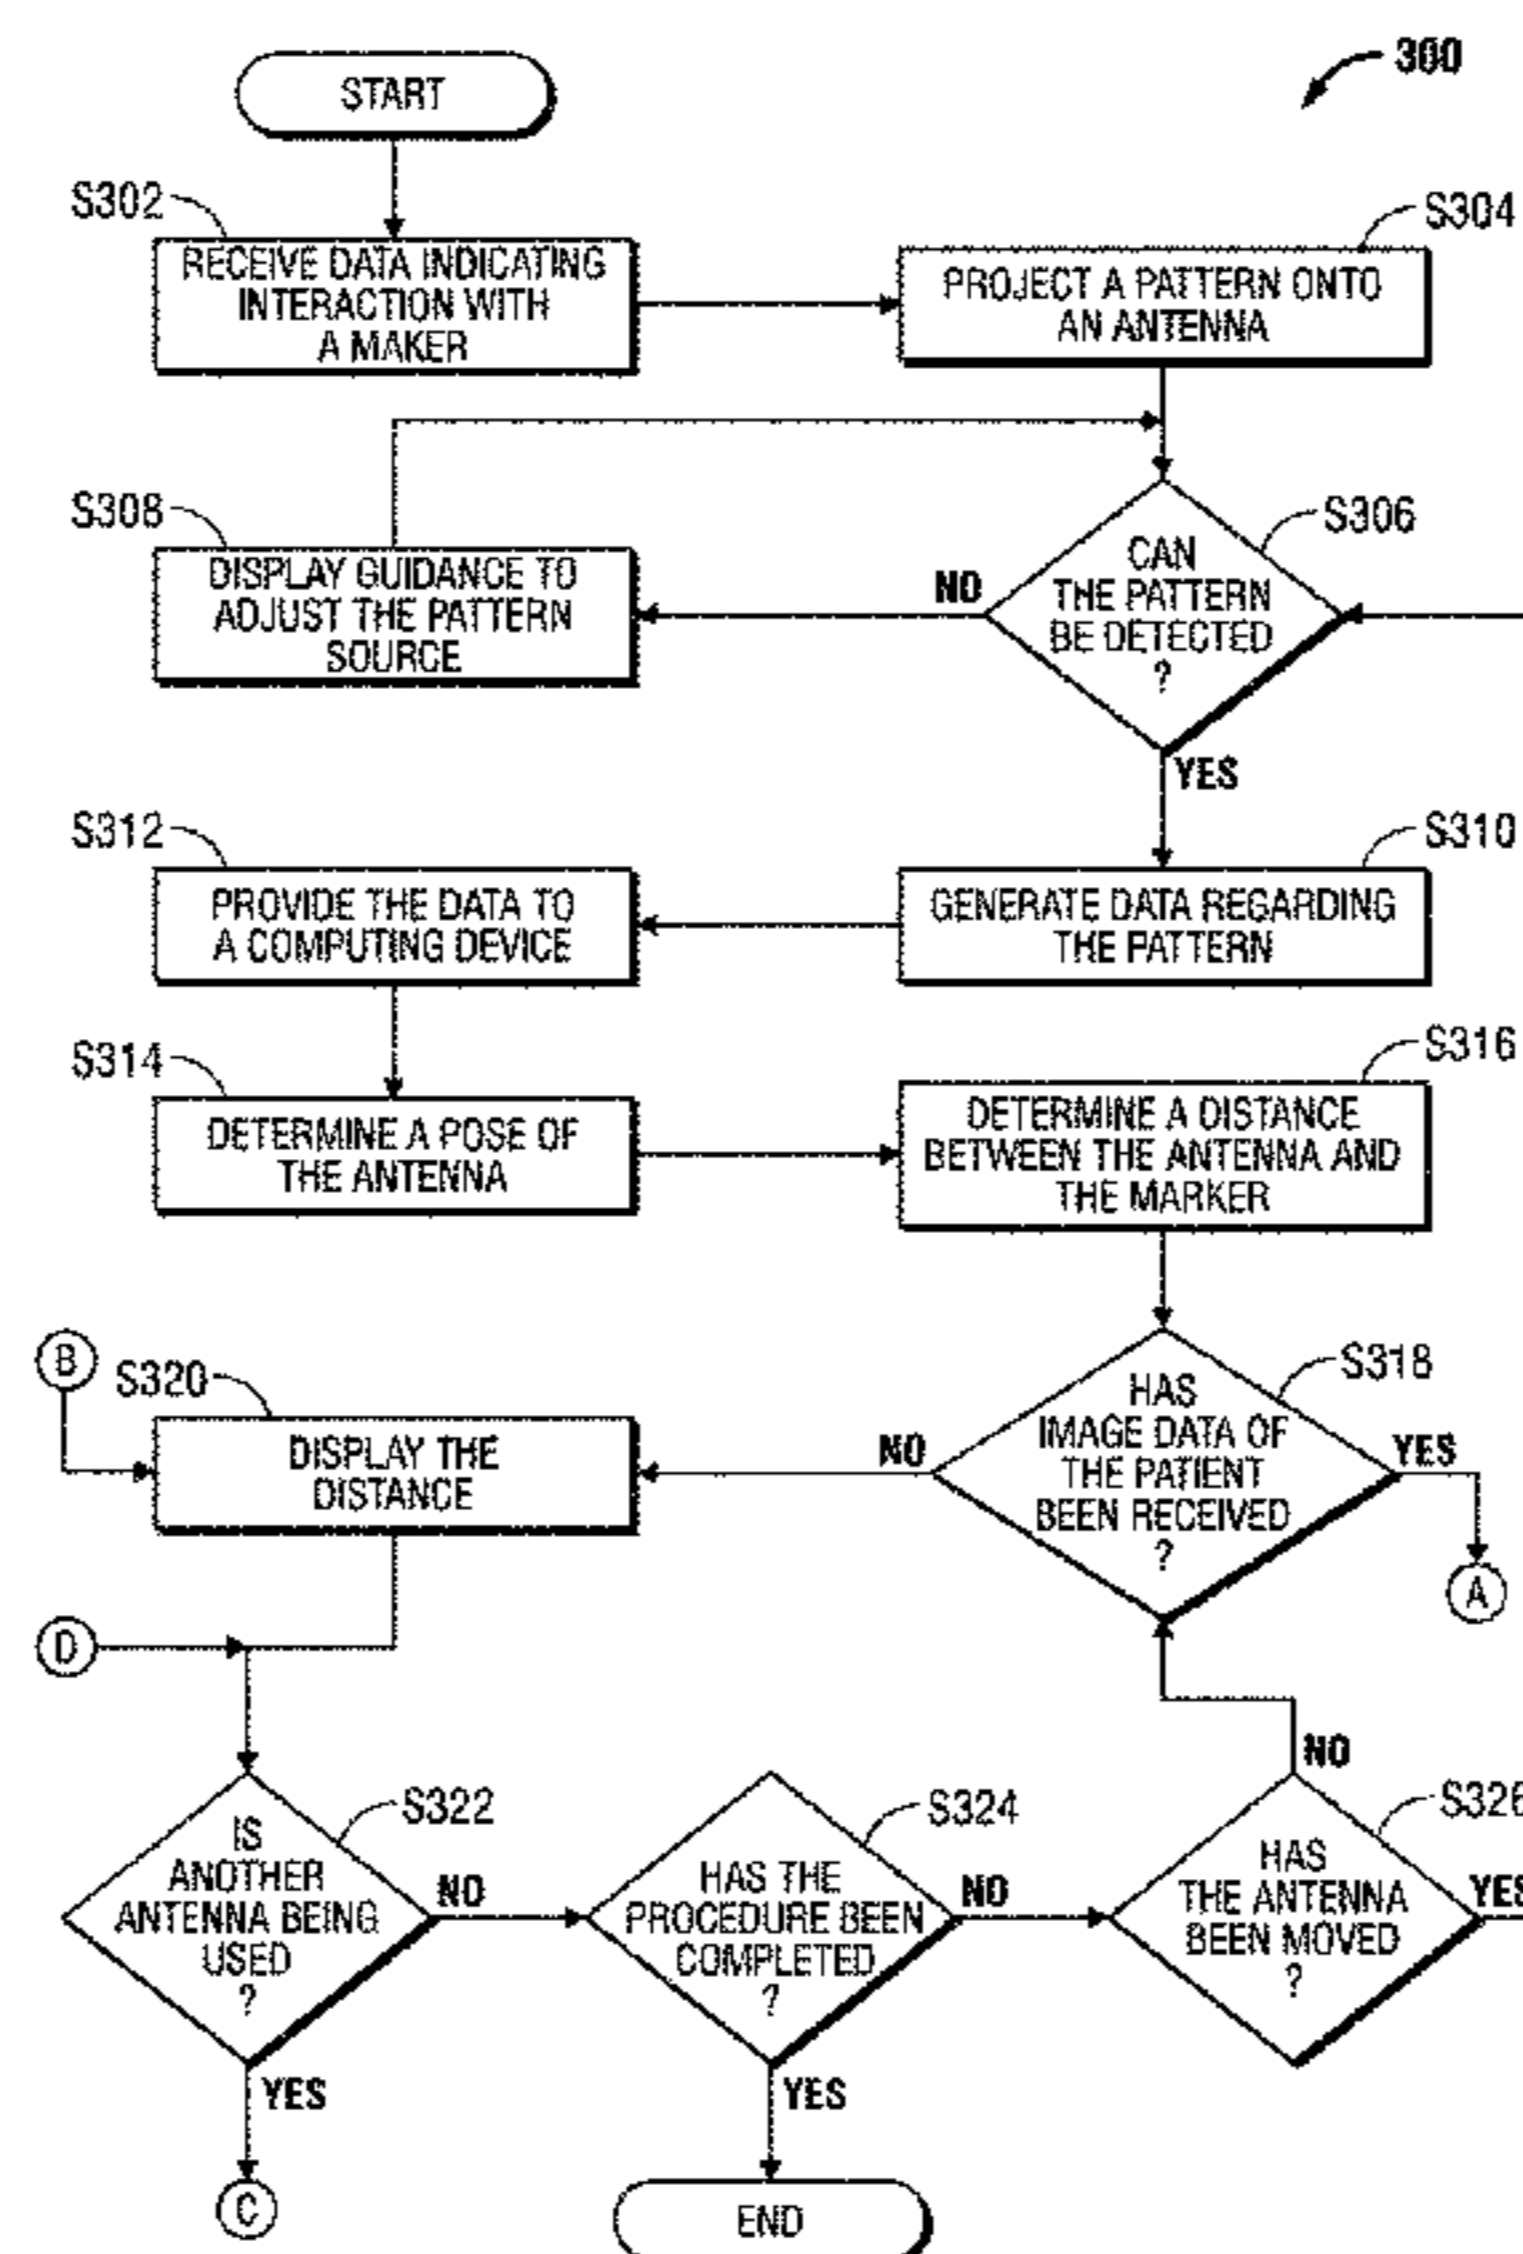 300
START
S302
RECEIVE DATA INDICATING
INTERACTION WITH
A MAKER
S304
PROJECT A PATTERN ONTO
AN ANTENNA
S308
DISPLAY GUIDANCE TO
ADJUST THE PATTERN
SOURCE
S306
CAN
THE PATTERN
BE DETECTED
?
NO
YES
S312
PROVIDE THE DATA TO
A COMPUTING DEVICE
S310
GENERATE DATA REGARDING
THE PATTERN
S314
DETERMINE A POSE OF
THE ANTENNA
S316
DETERMINE A DISTANCE
BETWEEN THE ANTENNA AND
THE MARKER
B
S320
DISPLAY THE
DISTANCE
S318
HAS
IMAGE DATA OF
THE PATIENT
BEEN RECEIVED
?
NO
YES
A
D
S322
IS
ANOTHER
ANTENNA BEING
USED
?
NO
YES
C
S324
HAS THE
PROCEDURE BEEN
COMPLETED
?
NO
YES
END
S326
HAS
THE ANTENNA
BEEN MOVED
?
NO
YES